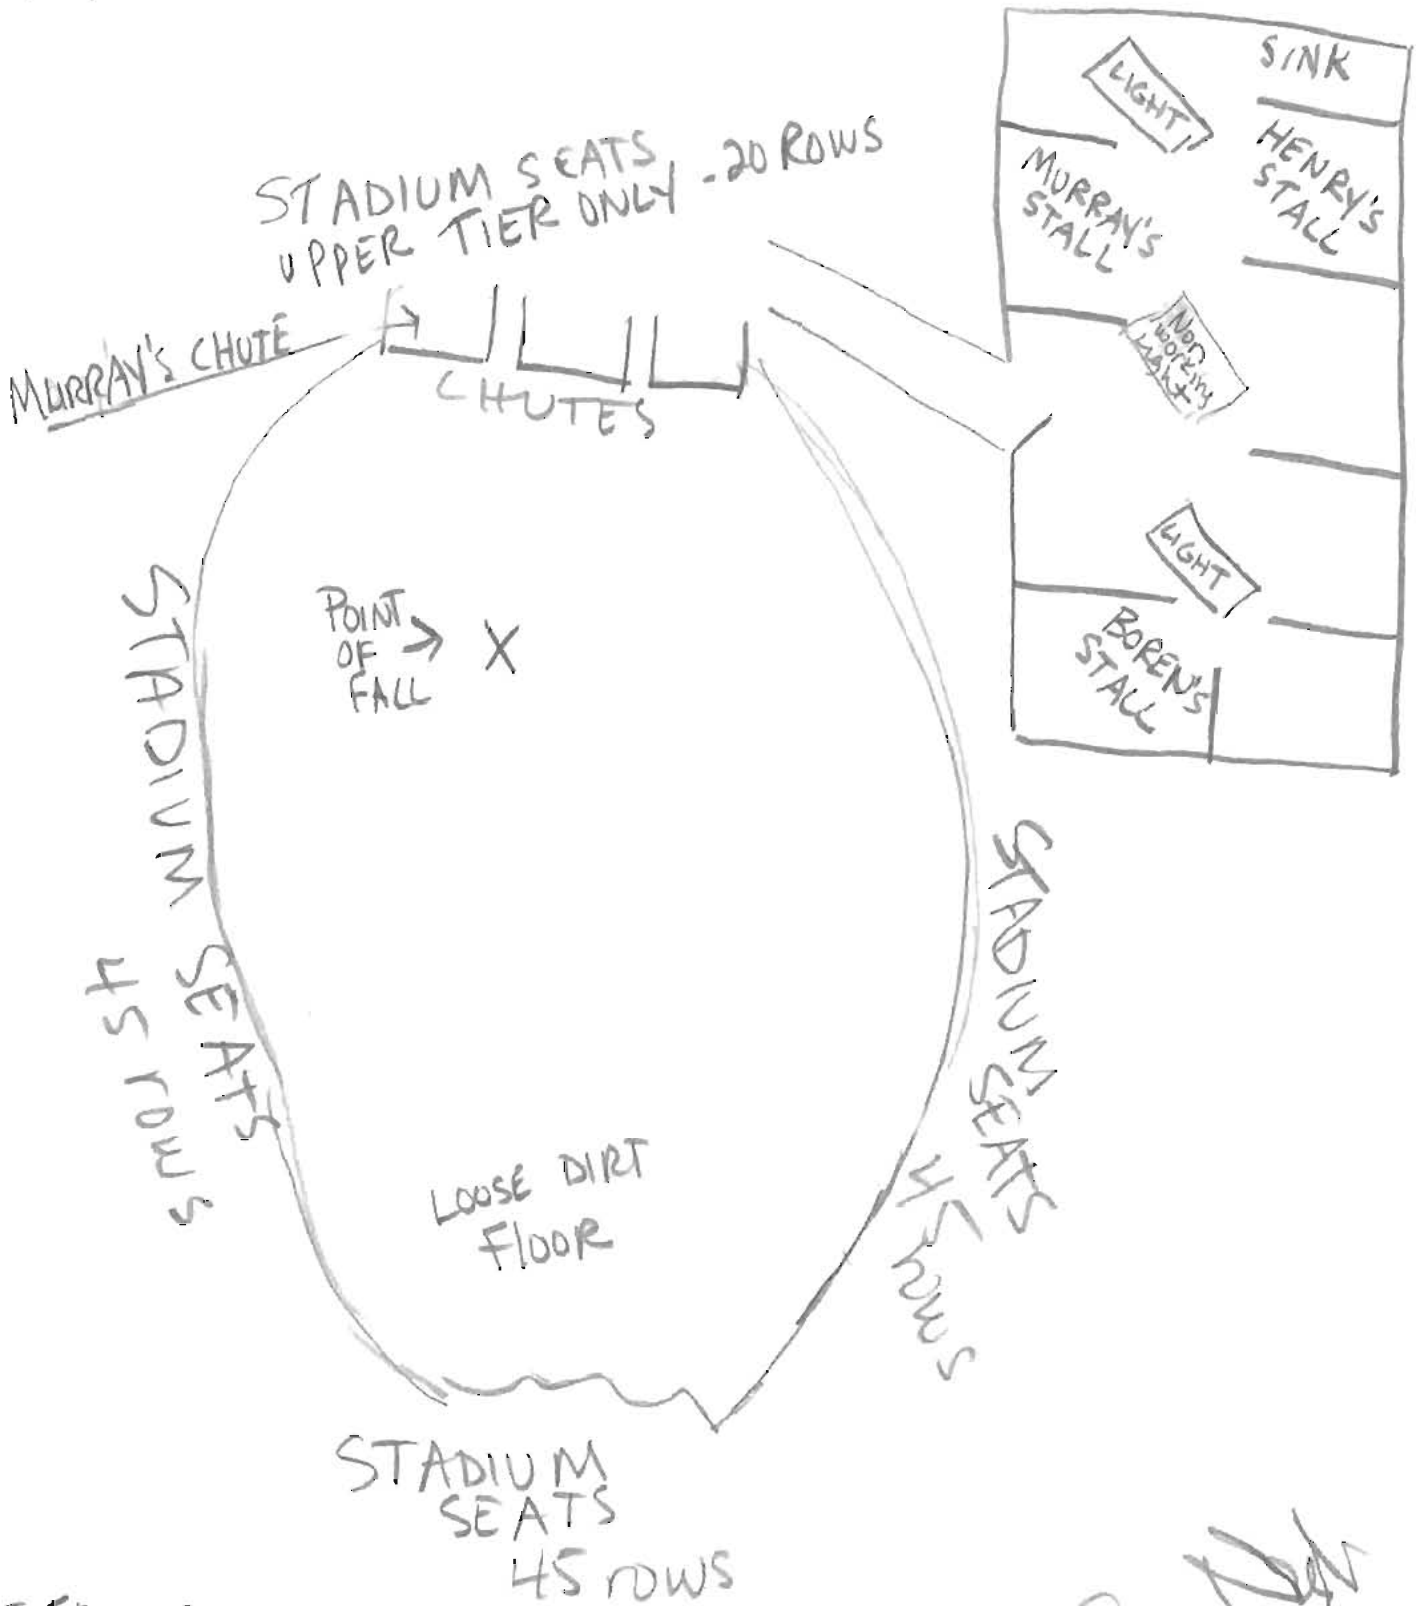 SINK
LIGHT
HENRY'S
STALL
MURRAY'S
STALL
STADIUM SEATS
UPPER TIER ONLY - 20 ROWS
MURRAY'S CHUTE
CHUTES
Non
working
Light
LIGHT
POINT
OF
FALL
X
BOREN'S
STALL
STADIUM SEATS
45 rows
STADIUM SEATS
45 rows
LOOSE DIRT
FlOOR
STADIUM
SEATS
45 rows